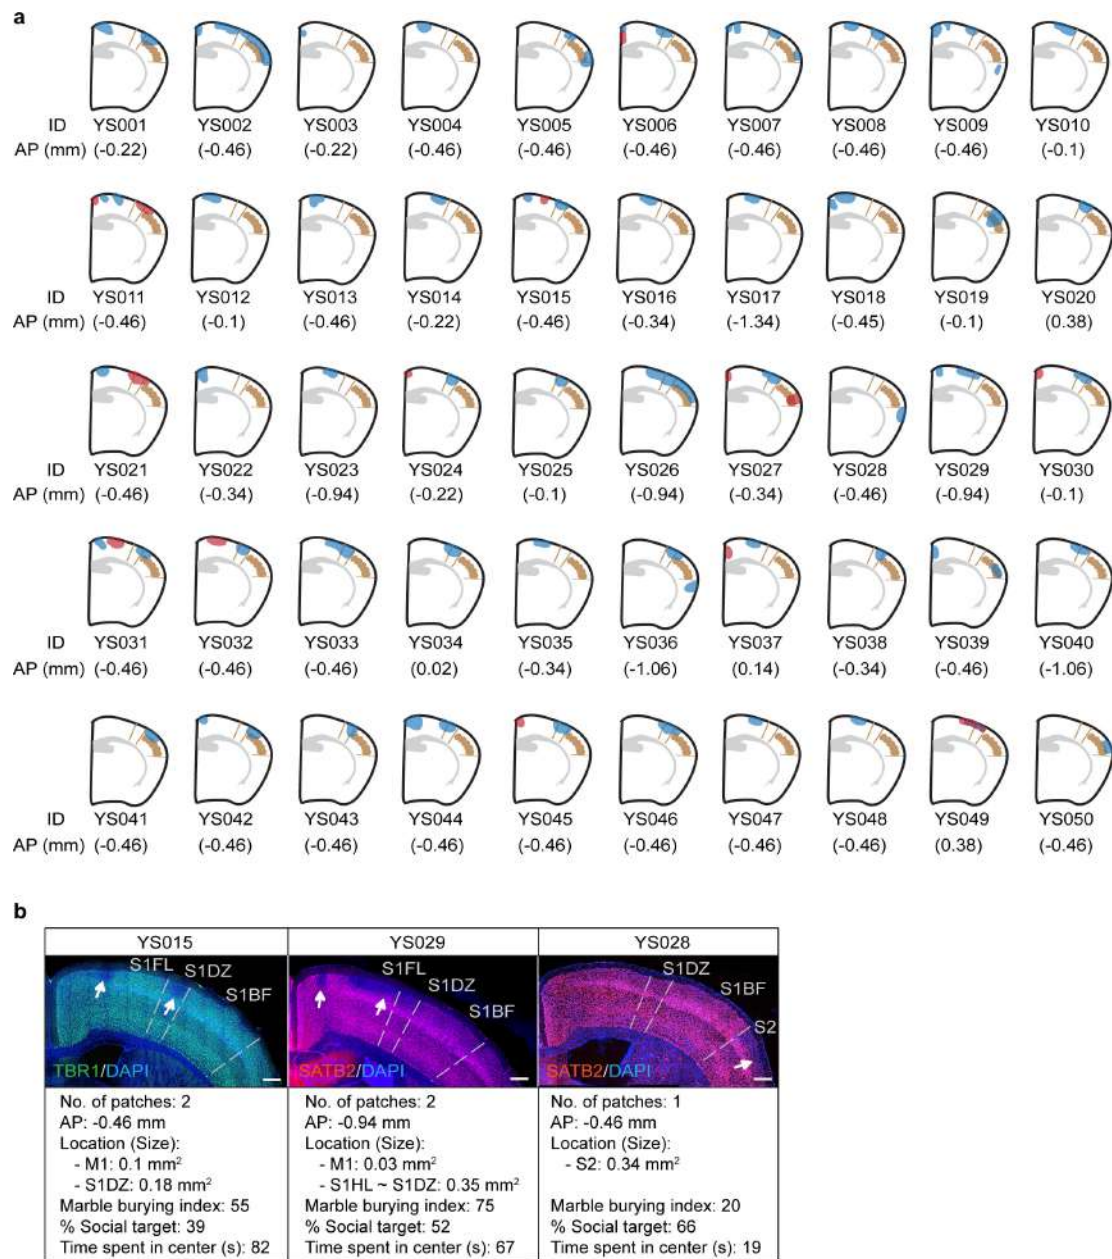 a
ID YS001 YS002 YS003 YS004 YS005 YS006 YS007 YS008 YS009 YS010
AP (mm) (-0.22) (-0.46) (-0.22) (-0.46) (-0.46) (-0.46) (-0.46) (-0.46) (-0.46) (-0.1)
ID YS011 YS012 YS013 YS014 YS015 YS016 YS017 YS018 YS019 YS020
AP (mm) (-0.46) (-0.1) (-0.46) (-0.22) (-0.46) (-0.34) (-1.34) (-0.45) (-0.1) (0.38)
ID YS021 YS022 YS023 YS024 YS025 YS026 YS027 YS028 YS029 YS030
AP (mm) (-0.46) (-0.34) (-0.94) (-0.22) (-0.1) (-0.94) (-0.34) (-0.46) (-0.94) (-0.1)
ID YS031 YS032 YS033 YS034 YS035 YS036 YS037 YS038 YS039 YS040
AP (mm) (-0.46) (-0.46) (-0.46) (0.02) (-0.34) (-1.06) (0.14) (-0.34) (-0.46) (-1.06)
ID YS041 YS042 YS043 YS044 YS045 YS046 YS047 YS048 YS049 YS050
AP (mm) (-0.46) (-0.46) (-0.46) (-0.46) (-0.46) (-0.46) (-0.46) (-0.46) (0.38) (-0.46)
b
YS015
S1FL
S1DZ
S1BF
TBR1/DAPI
No. of patches: 2
AP: -0.46 mm
Location (Size):
- M1: 0.1 mm²
- S1DZ: 0.18 mm²
Marble burying index: 55
% Social target: 39
Time spent in center (s): 82
YS029
S1FL
S1DZ
S1BF
SATB2/DAPI
No. of patches: 2
AP: -0.94 mm
Location (Size):
- M1: 0.03 mm²
- S1HL ~ S1DZ: 0.35 mm²
Marble burying index: 75
% Social target: 52
Time spent in center (s): 67
YS028
S1DZ
S1BF
S2
SATB2/DAPI
No. of patches: 1
AP: -0.46 mm
Location (Size):
- S2: 0.34 mm²
Marble burying index: 20
% Social target: 66
Time spent in center (s): 19